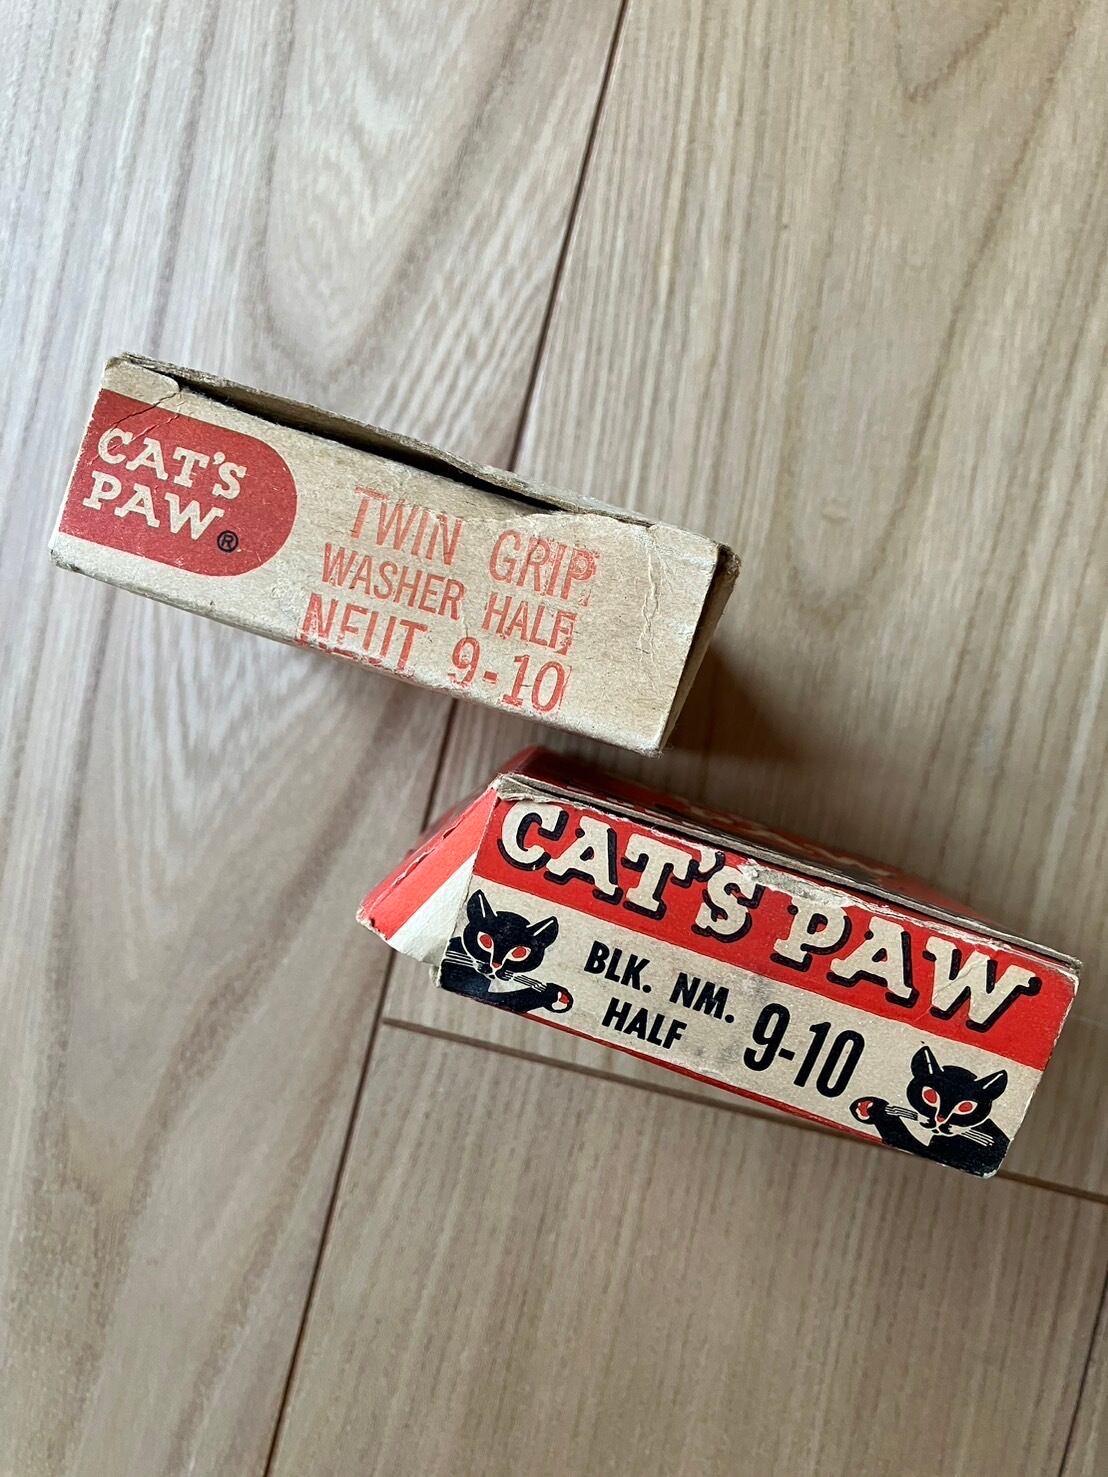 CAT'S
PAW®
TWIN GRIP
WASHER HALF
NEUT 9-10
CAT'S PAW
BLK. NM.
HALF
9-10